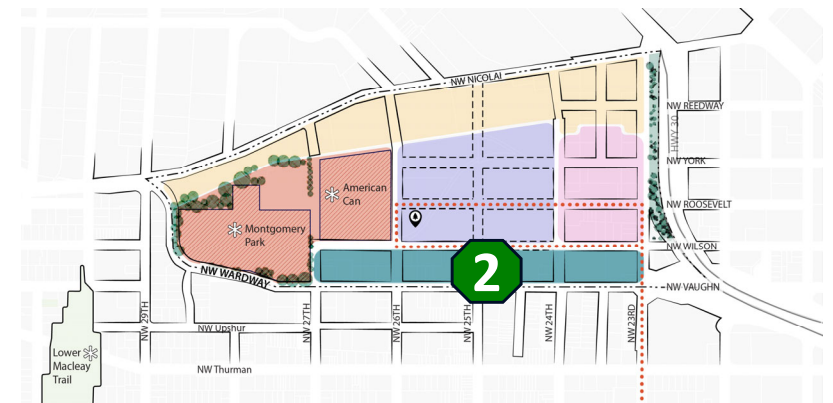 NW NICOLAI
NW REEDWAY
HWY 30
NW YORK
American
Can
NW ROOSEVELT
Montgomery
Park
NW WILSON
2
NW WARDWAY
NW VAUGHN
NW 29TH
NW 27TH
NW 26TH
NW 25TH
NW 24TH
NW 23RD
NW Upshur
Lower
Macleay
Trail
NW Thurman